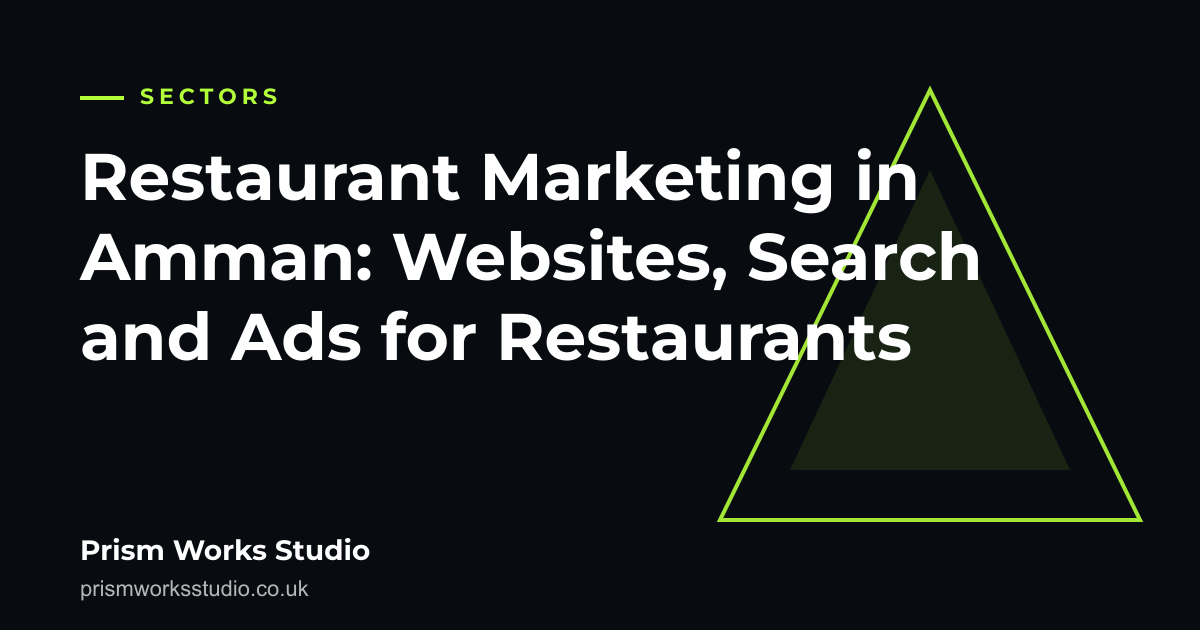 SECTORS
Restaurant Marketing in
Amman: Websites, Search
and Ads for Restaurants
Prism Works Studio
prismworksstudio.co.uk